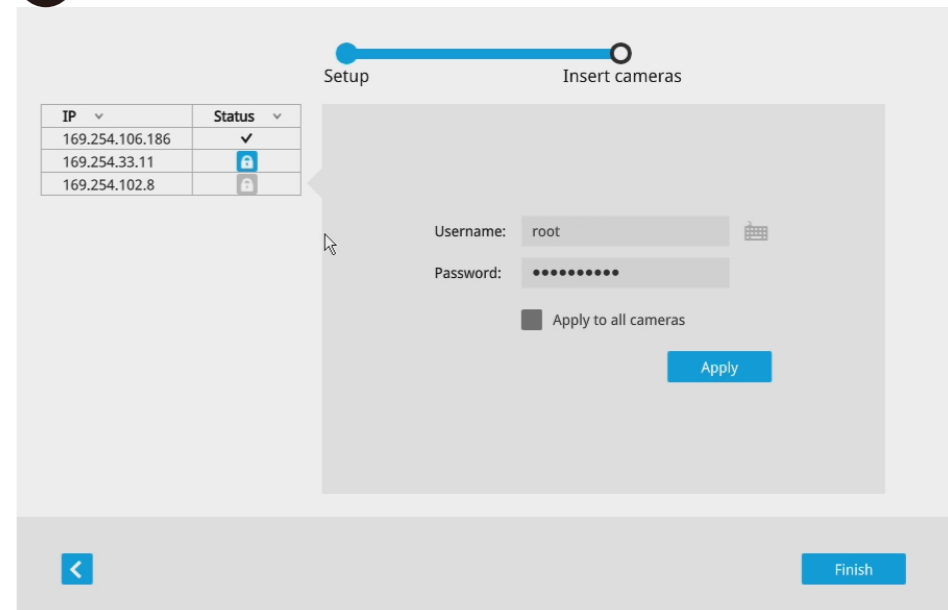 Setup Insert cameras
IP Status
169.254.106.186
169.254.33.11
169.254.102.8
Username: root
Password: ••••••••••
Apply to all cameras
Apply
Finish